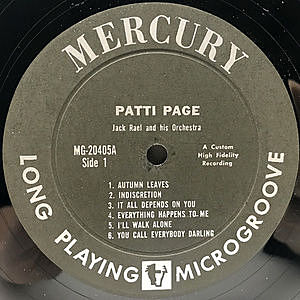 MERCURY
PATTI PAGE
Jack Rael and his Orchestra
MG-20405A
Side 1
A Custom
High Fidelity
Recording
1. AUTUMN LEAVES
2. INDISCRETION
3. IT ALL DEPENDS ON YOU
4. EVERYTHING HAPPENS TO ME
5. I'LL WALK ALONE
6. YOU CALL EVERYBODY DARLING
LONG PLAYING MICROGROOVE